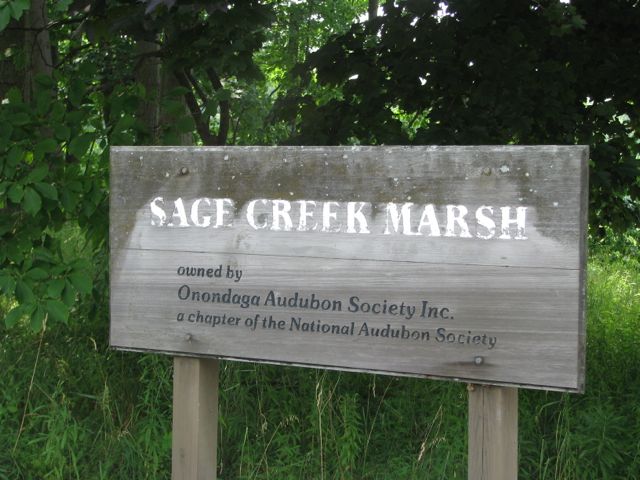 SAGE CREEK MARSH
owned by
Onondaga Audubon Society Inc.
a chapter of the National Audubon Society